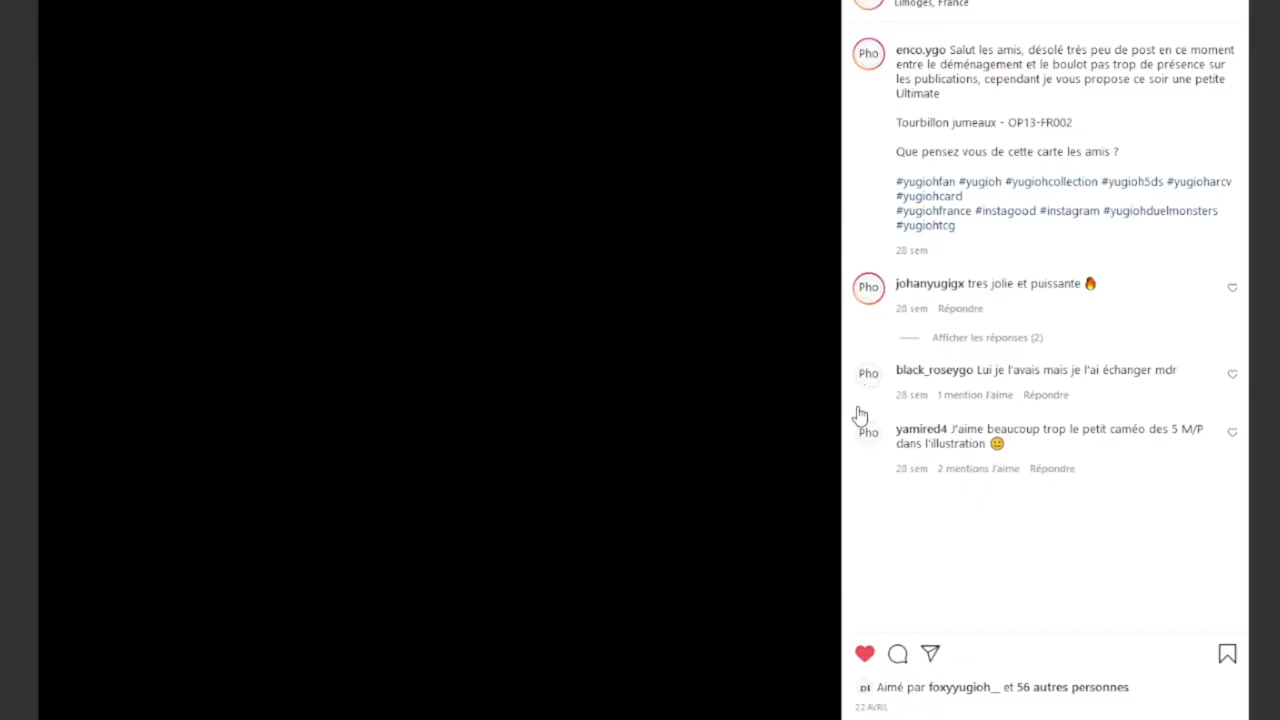 Limoges, France
Pho
enco.ygo Salut les amis, désolé très peu de post en ce moment
entre le déménagement et le boulot pas trop de présence sur
les publications, cependant je vous propose ce soir une petite
Ultimate
Tourbillon jumeaux - OP13-FR002
Que pensez vous de cette carte les amis ?
#yugiohfan #yugioh #yugiohcollection #yugioh5ds #yugioharcv
#yugiohcard
#yugiohfrance #instagood #instagram #yugiohduelmonsters
#yugiohtcg
28 sem
Pho
johanyugigx tres jolie et puissante 🔥
28 sem Répondre
Afficher les réponses (2)
Pho
black_roseygo Lui je l'avais mais je l'ai échanger mdr
28 sem 1 mention J'aime Répondre
Pho
yamired4 J'aime beaucoup trop le petit caméo des 5 M/P
dans l'illustration 😊
28 sem 2 mentions J'aime Répondre
Aimé par foxyyugioh__ et 56 autres personnes
22 AVRIL